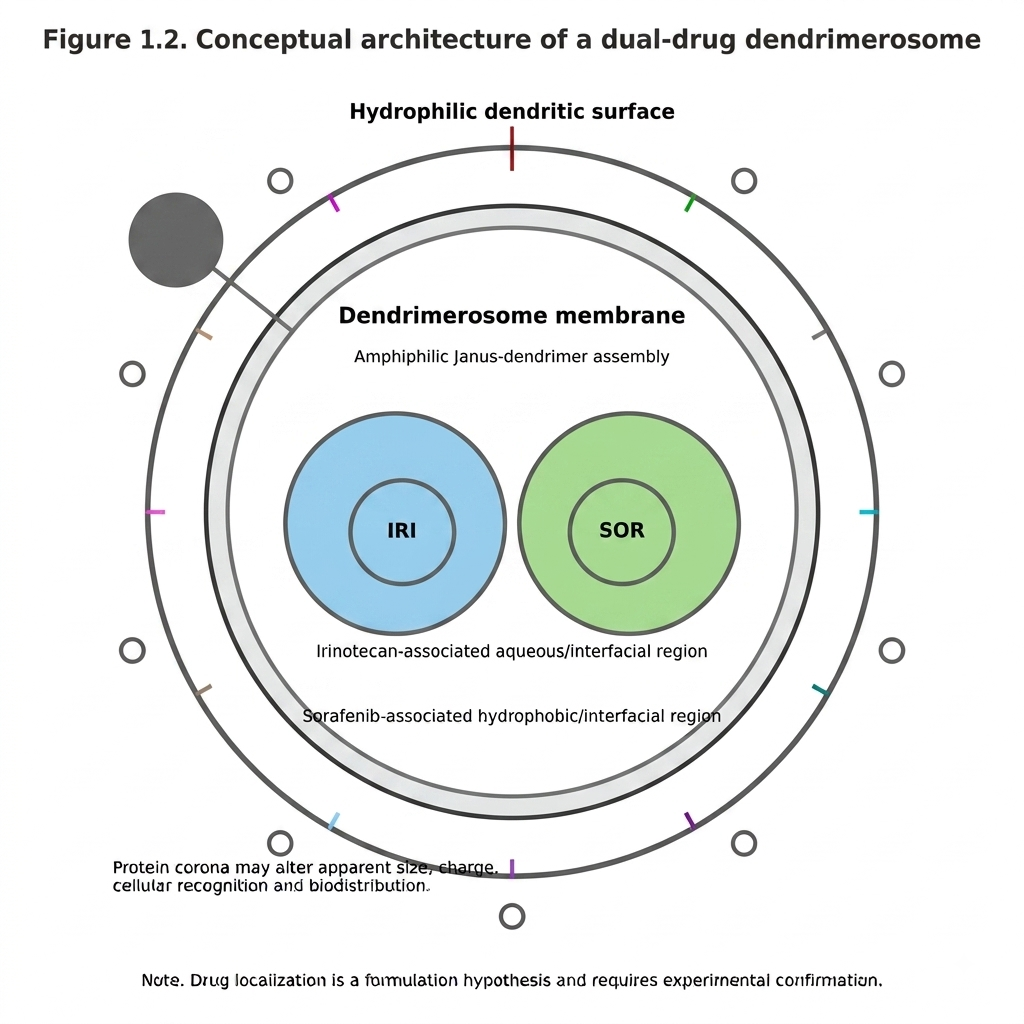 Figure 1.2. Conceptual architecture of a dual-drug dendrimerosome
Hydrophilic dendritic surface
Dendrimerosome membrane
Amphiphilic Janus-dendrimer assembly
IRI
SOR
Irinotecan-associated aqueous/interfacial region
Sorafenib-associated hydrophobic/interfacial region
Protein corona may alter apparent size, charge.
cellular recognition and biodistribution.
Note. Drug localization is a formulation hypothesis and requires experimental confirmation.